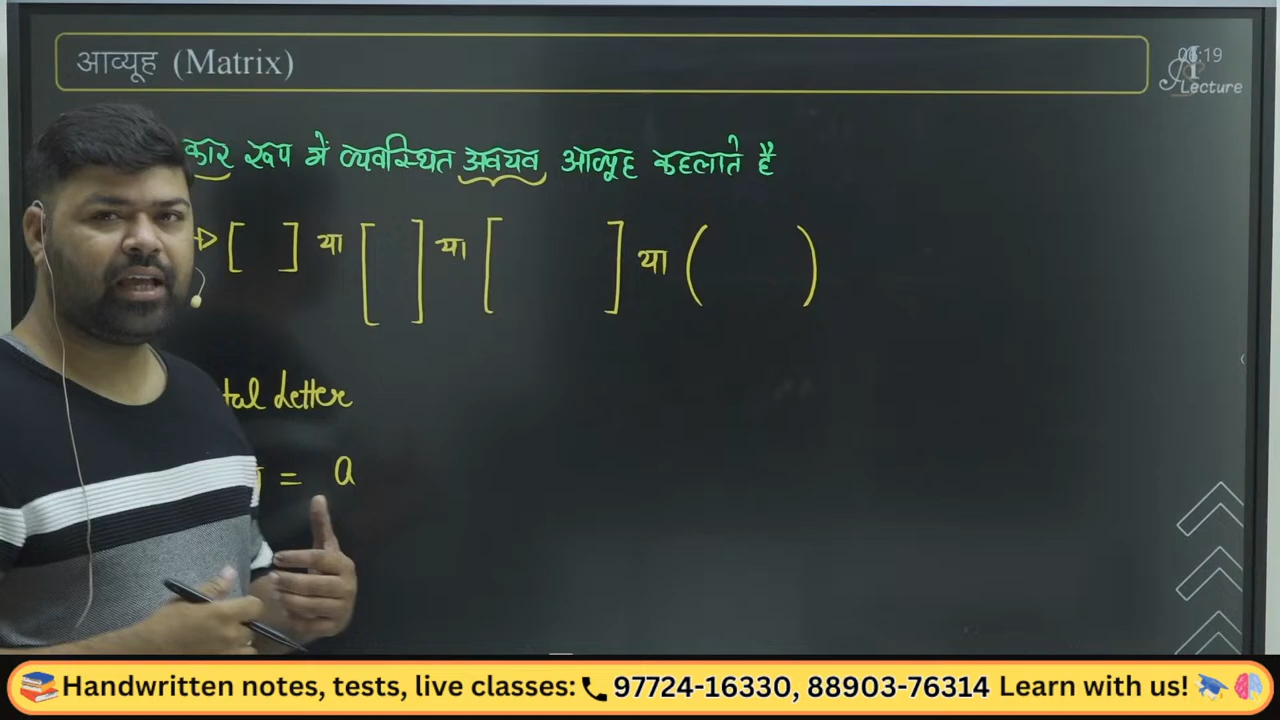 आव्यूह (Matrix)
06:19
Lecture
कार रूप में व्यवस्थित अवयव आव्यूह कहलाते है
[ ] या [ ] या [ ] या ( )
tal Letter
= a
Handwritten notes, tests, live classes: 97724-16330, 88903-76314 Learn with us!